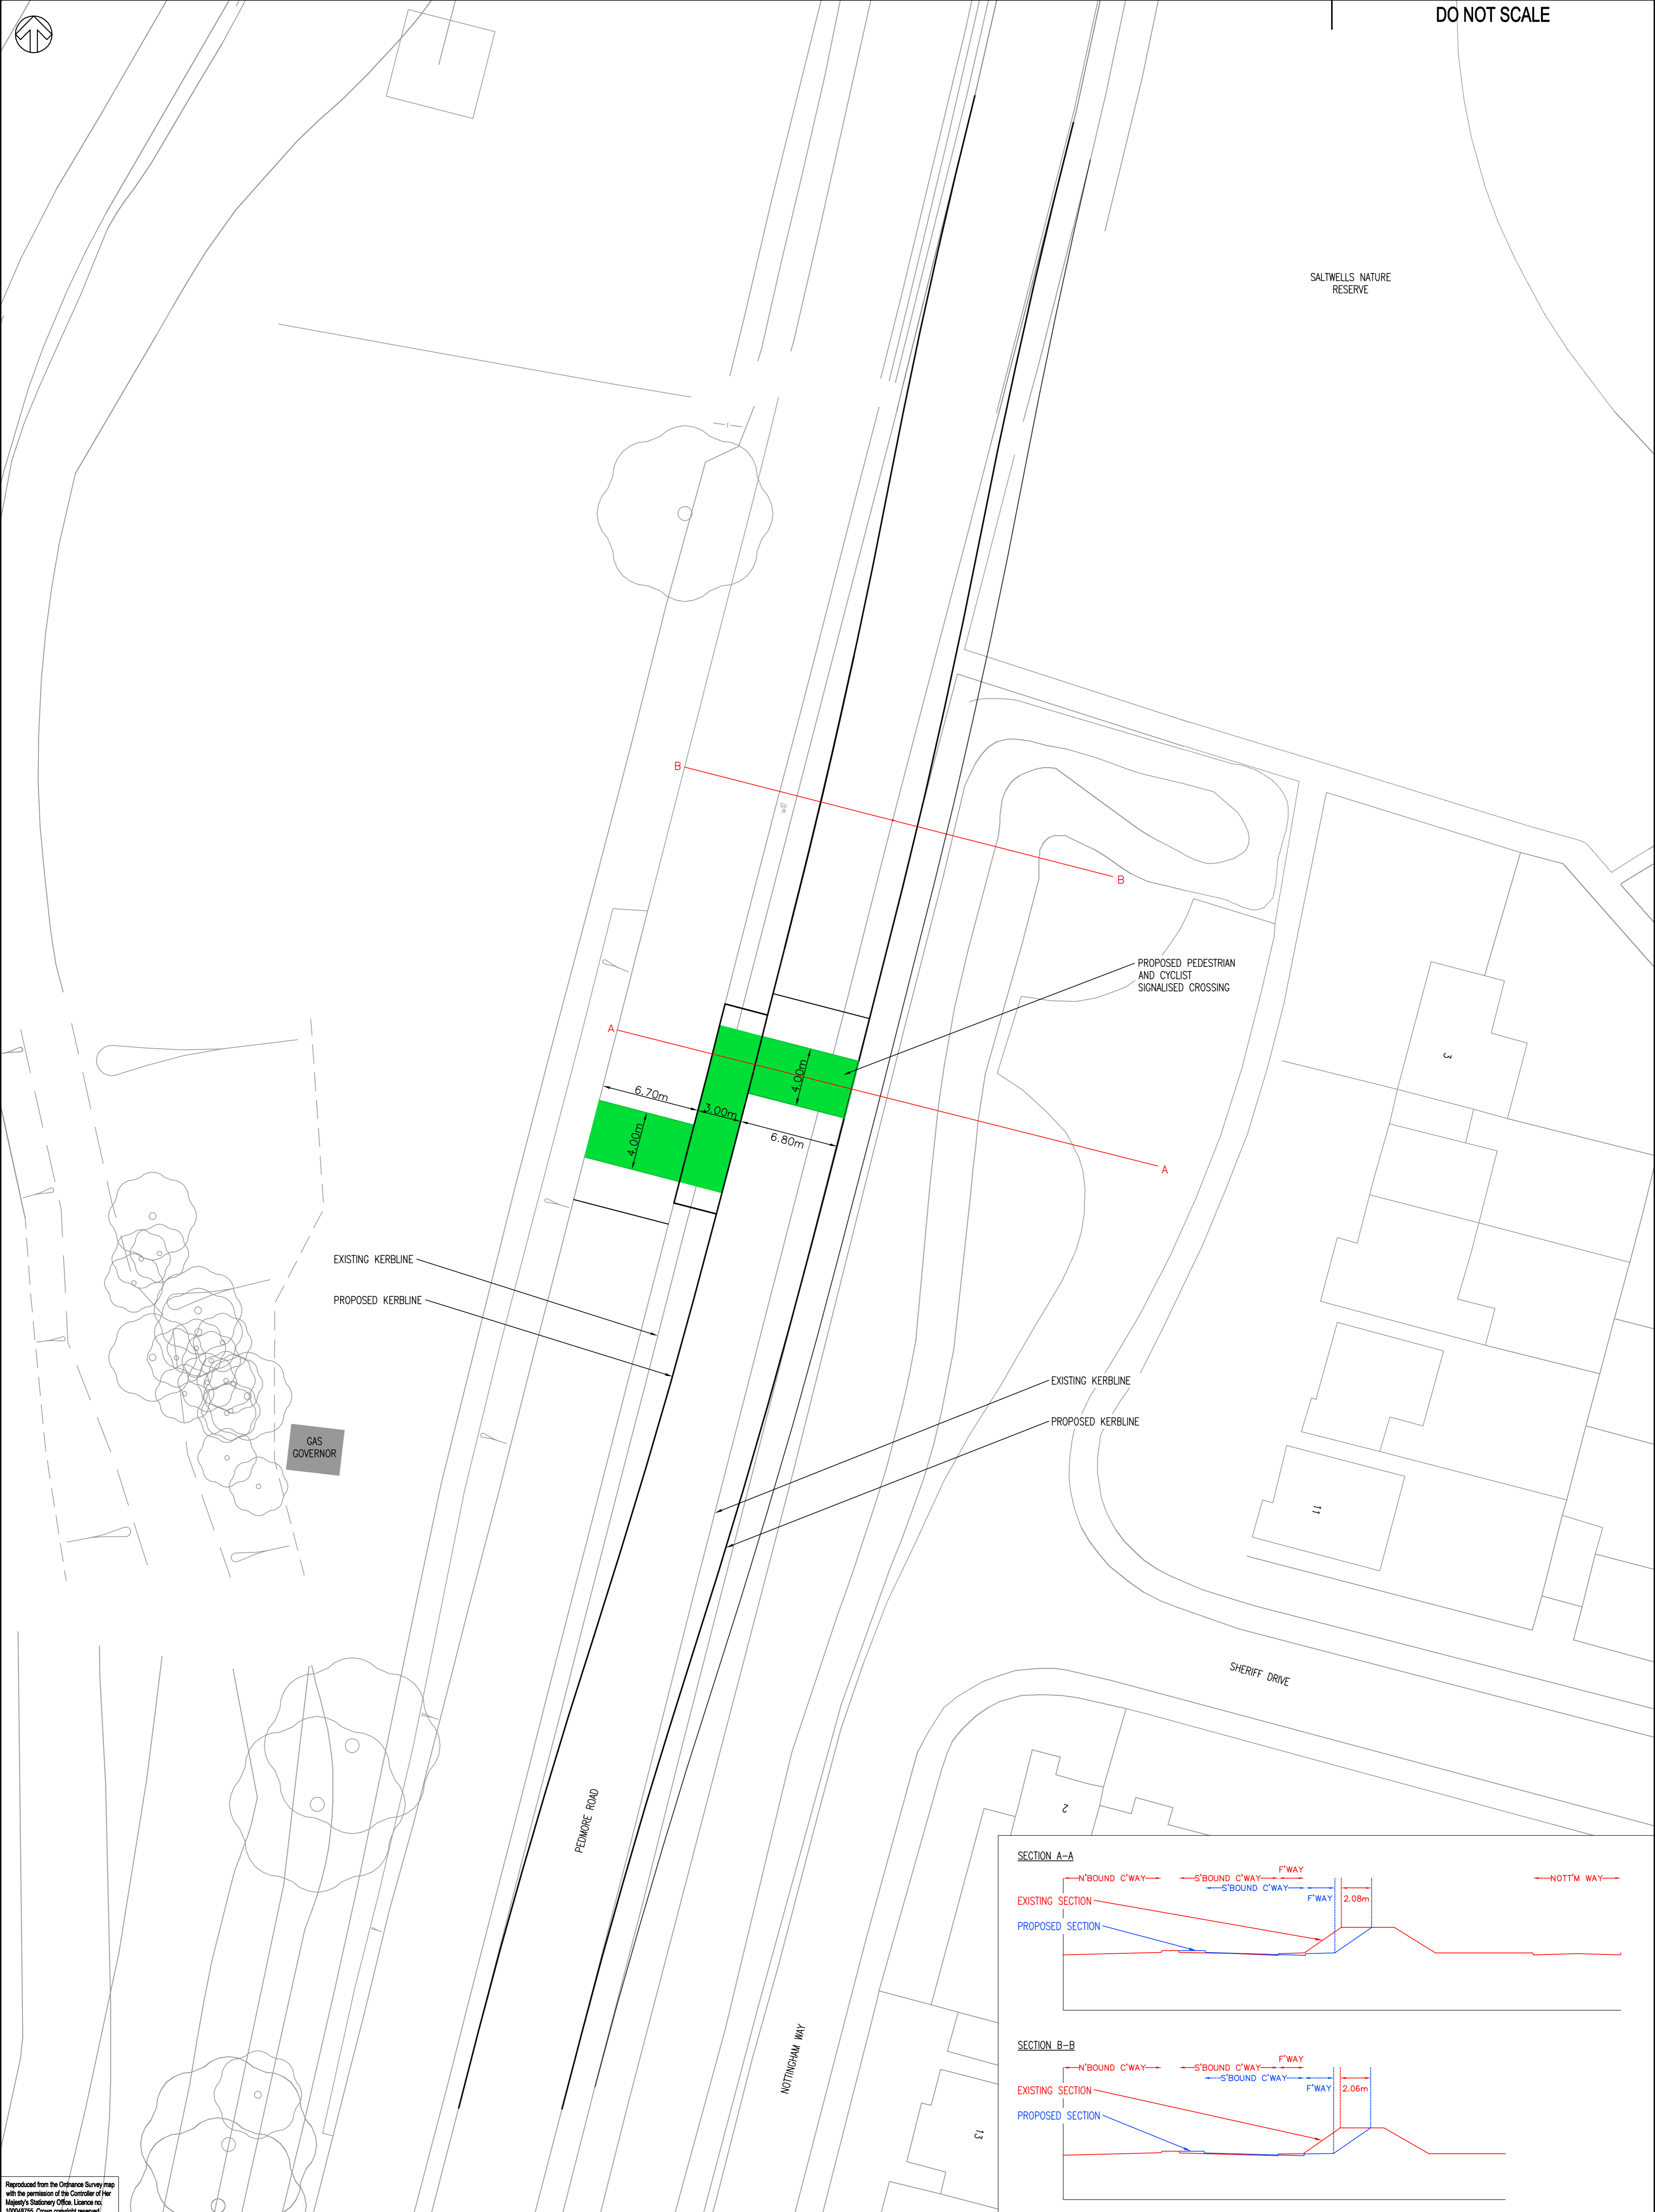 DO NOT SCALE
SALTWELLS NATURE
RESERVE
B
B
PROPOSED PEDESTRIAN
AND CYCLIST
SIGNALISED CROSSING
A
4.00m
3
6.70m
3.00m
4.00m
6.80m
A
EXISTING KERBLINE
PROPOSED KERBLINE
EXISTING KERBLINE
PROPOSED KERBLINE
GAS
GOVERNOR
11
SHERIFF DRIVE
2
PEDMORE ROAD
NOTTINGHAM WAY
13
SECTION A-A
F'WAY
N'BOUND C'WAY
S'BOUND C'WAY
NOTT'M WAY
S'BOUND C'WAY
F'WAY
2.08m
EXISTING SECTION
PROPOSED SECTION
SECTION B-B
F'WAY
N'BOUND C'WAY
S'BOUND C'WAY
S'BOUND C'WAY
F'WAY
2.06m
EXISTING SECTION
PROPOSED SECTION
Reproduced from the Ordnance Survey map
with the permission of the Controller of Her
Majesty's Stationery Office. Licence no.
100048755. Crown copyright reserved